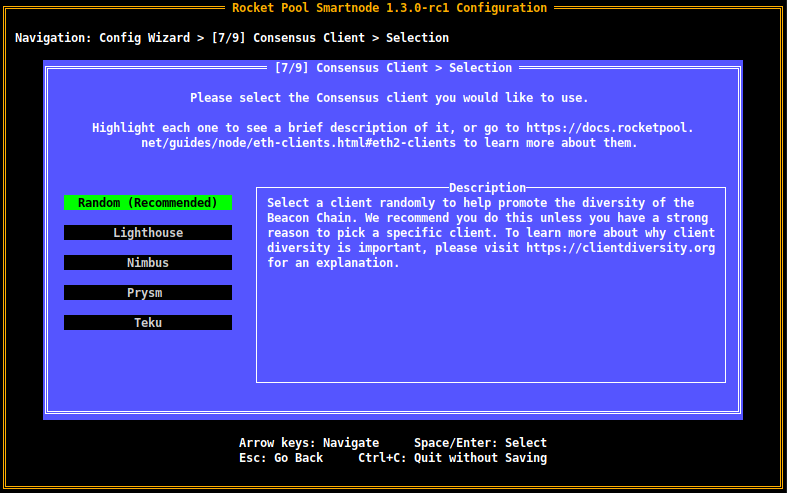 Rocket Pool Smartnode 1.3.0-rc1 Configuration
Navigation: Config Wizard > [7/9] Consensus Client > Selection
[7/9] Consensus Client > Selection
Please select the Consensus client you would like to use.
Highlight each one to see a brief description of it, or go to https://docs.rocketpool.
net/guides/node/eth-clients.html#eth2-clients to learn more about them.
Random (Recommended)
Lighthouse
Nimbus
Prysm
Teku
Description
Select a client randomly to help promote the diversity of the
Beacon Chain. We recommend you do this unless you have a strong
reason to pick a specific client. To learn more about why client
diversity is important, please visit https://clientdiversity.org
for an explanation.
Arrow keys: Navigate     Space/Enter: Select
Esc: Go Back     Ctrl+C: Quit without Saving